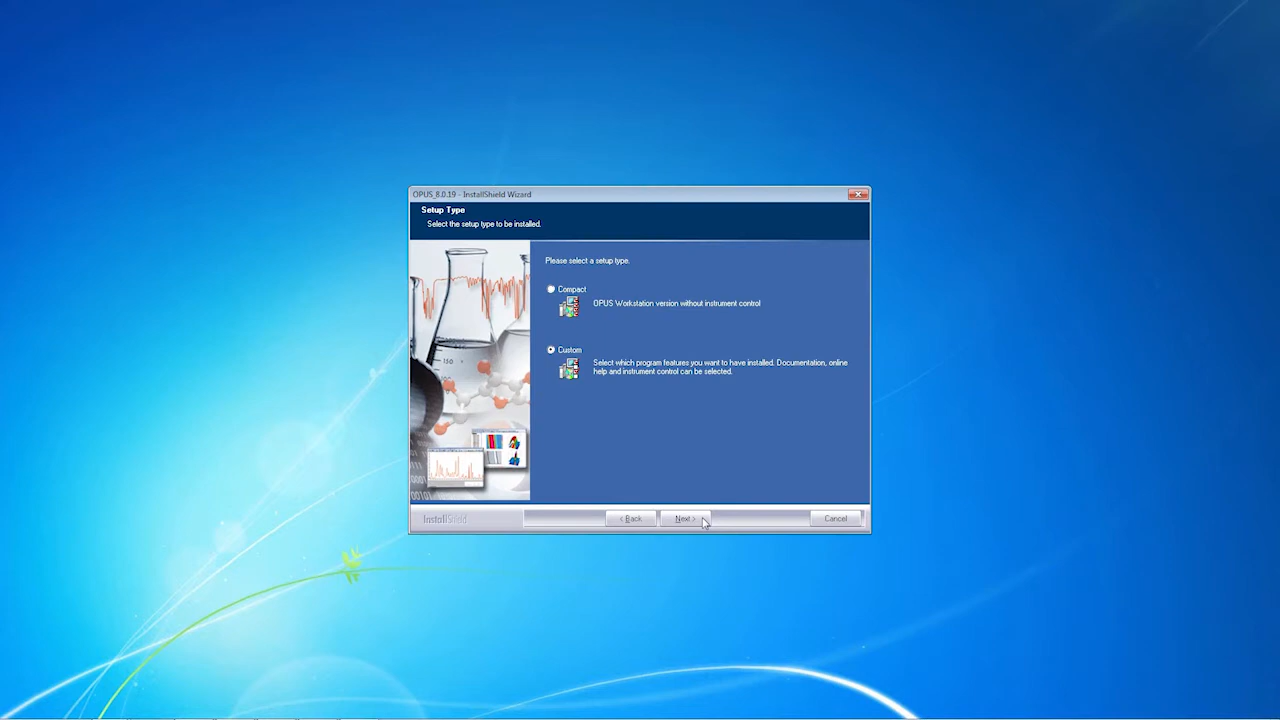 OPUS_8.0.19 - InstallShield Wizard
Setup Type
Select the setup type to be installed.
Please select a setup type.
Compact
OPUS Workstation version without instrument control
Custom
Select which program features you want to have installed. Documentation, online
help and instrument control can be selected.
150
InstallShield
< Back
Next >
Cancel